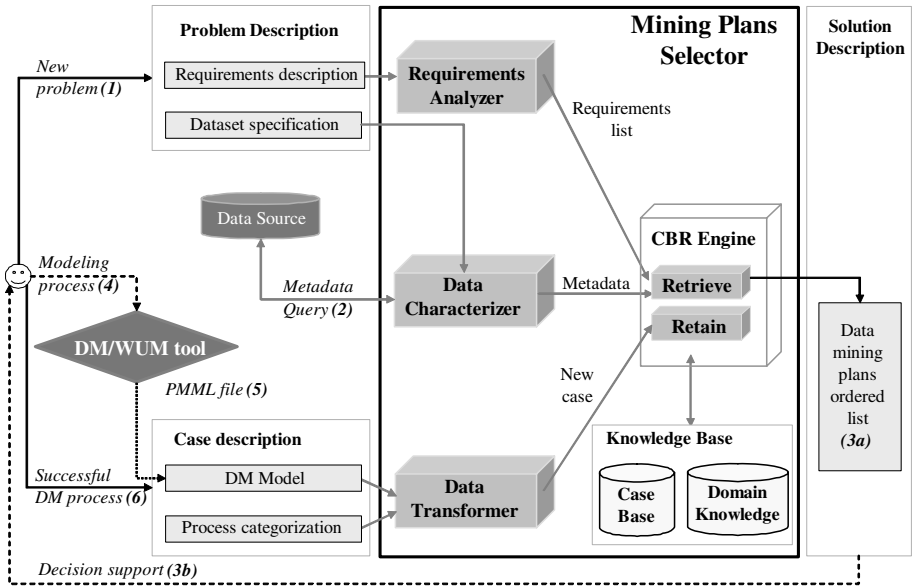 Problem Description
Requirements description
Dataset specification
Mining Plans
Selector
Solution
Description
New
problem (1)
Requirements
Analyzer
Requirements
list
Data Source
CBR Engine
Modeling
process (4)
Metadata
Query (2)
Data
Characterizer
Metadata
Retrieve
Retain
DM/WUM tool
Data
mining
plans
ordered
list
(3a)
PMML file (5)
New
case
Case description
Knowledge Base
Successful
DM process (6)
DM Model
Process categorization
Data
Transformer
Case
Base
Domain
Knowledge
Decision support (3b)